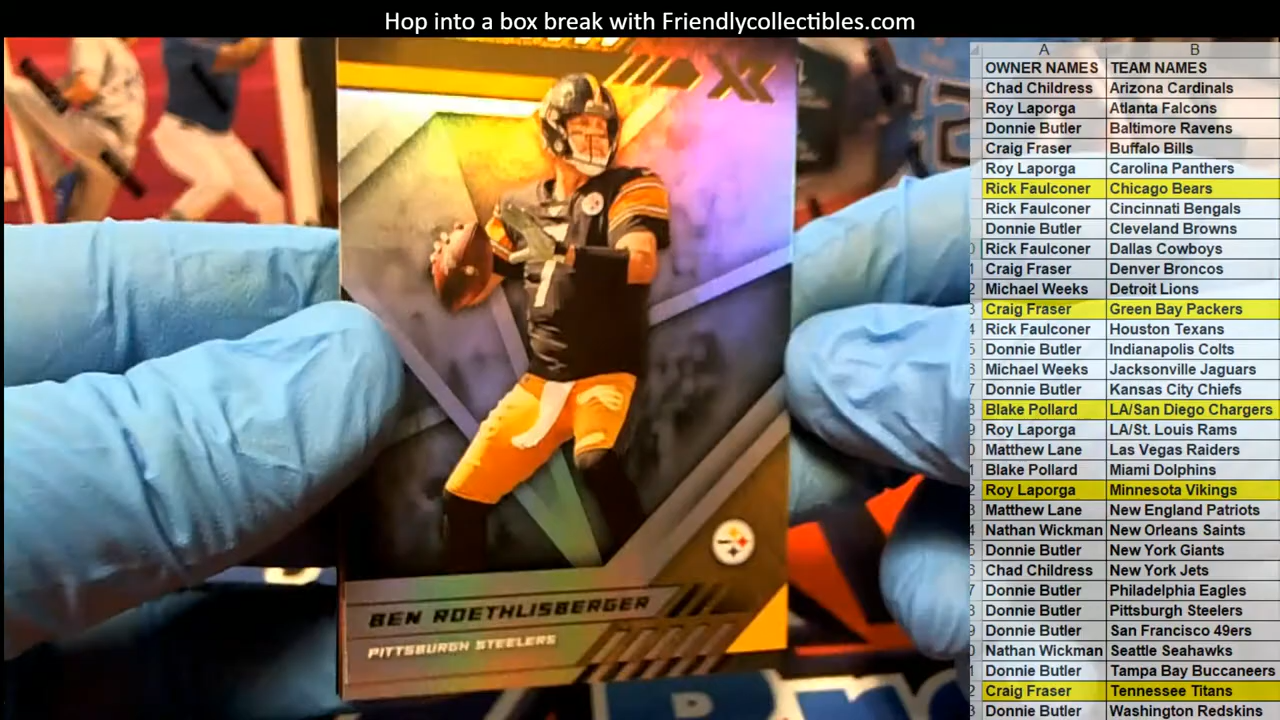 Hop into a box break with Friendlycollectibles.com
XR
BEN ROETHLISBERGER
PITTSBURGH STEELERS
7
A B
OWNER NAMES TEAM NAMES
Chad Childress Arizona Cardinals
Roy Laporga Atlanta Falcons
Donnie Butler Baltimore Ravens
Craig Fraser Buffalo Bills
Roy Laporga Carolina Panthers
Rick Faulconer Chicago Bears
Rick Faulconer Cincinnati Bengals
Donnie Butler Cleveland Browns
Rick Faulconer Dallas Cowboys
Craig Fraser Denver Broncos
Michael Weeks Detroit Lions
Craig Fraser Green Bay Packers
Rick Faulconer Houston Texans
Donnie Butler Indianapolis Colts
Michael Weeks Jacksonville Jaguars
Donnie Butler Kansas City Chiefs
Blake Pollard LA/San Diego Chargers
Roy Laporga LA/St. Louis Rams
Matthew Lane Las Vegas Raiders
Blake Pollard Miami Dolphins
Roy Laporga Minnesota Vikings
Matthew Lane New England Patriots
Nathan Wickman New Orleans Saints
Donnie Butler New York Giants
Chad Childress New York Jets
Donnie Butler Philadelphia Eagles
Donnie Butler Pittsburgh Steelers
Donnie Butler San Francisco 49ers
Nathan Wickman Seattle Seahawks
Donnie Butler Tampa Bay Buccaneers
Craig Fraser Tennessee Titans
Donnie Butler Washington Redskins